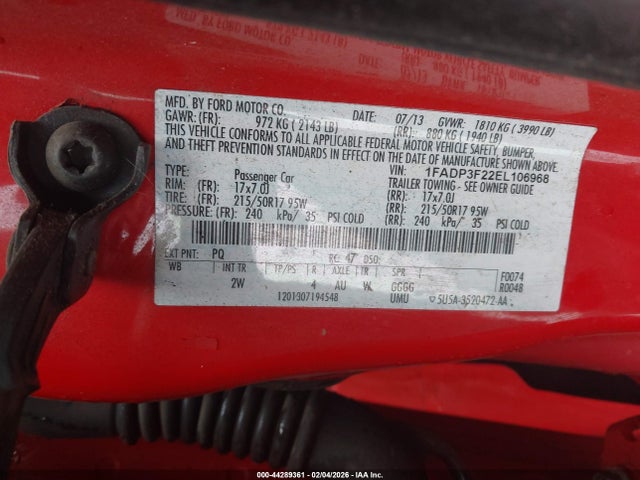 MFD. BY FORD MOTOR CO.
DATE: 07/13 GVWR: 1810 KG ( 3990 LB)
GAWR: (FR): 972 KG ( 2143 LB) (RR): 880 KG ( 1940 LB)
THIS VEHICLE CONFORMS TO ALL APPLICABLE FEDERAL MOTOR VEHICLE SAFETY, BUMPER,
AND THEFT PREVENTION STANDARDS IN EFFECT ON THE DATE OF MANUFACTURE SHOWN ABOVE.
VIN: 1FADP3F22EL106968
TYPE: Passenger Car TRAILER TOWING - SEE OWNER GUIDE
RIM: (FR): 17x7.0J (RR): 17x7.0J
TIRE: (FR): 215/50R17 95W (RR): 215/50R17 95W
PRESSURE: (FR): 240 kPa/ 35 PSI COLD (RR): 240 kPa/ 35 PSI COLD
EXT PNT: PQ RC: 47 DSO:
WB INT TR TP/PS R AXLE TR SPR F0074
2W 4 AU W GGGG R0048
1201307194548 UMU 5U5A-3520472-AA
000-44289361 - 02/04/2026 - IAA Inc.